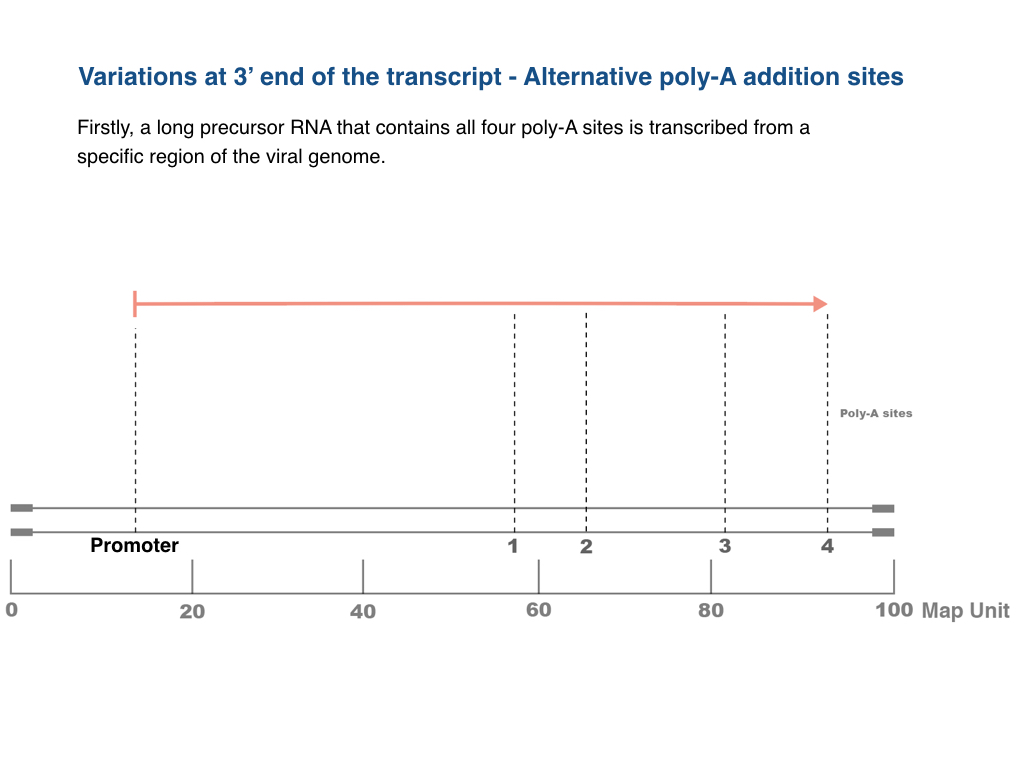 Variations at 3’ end of the transcript - Alternative poly-A addition sites
Firstly, a long precursor RNA that contains all four poly-A sites is transcribed from a
specific region of the viral genome.
Poly-A sites
Promoter 1 2 3 4
0 20 40 60 80 100 Map Unit